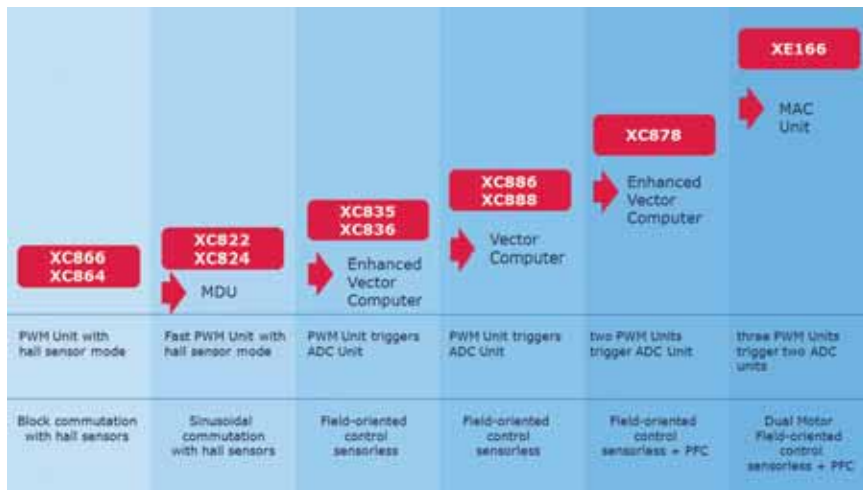 XE166
MAC
Unit
XC878
Enhanced
Vector
Computer
XC886
XC888
Vector
Computer
XC835
XC836
Enhanced
Vector
Computer
XC822
XC824
MDU
XC866
XC864
PWM Unit with
hall sensor mode
Fast PWM Unit with
hall sensor mode
PWM Unit triggers
ADC Unit
PWM Unit triggers
ADC Unit
two PWM Units
trigger ADC Unit
three PWM Units
trigger two ADC
units
Block commutation
with hall sensors
Sinusoidal
commutation
with hall sensors
Field-oriented
control
sensorless
Field-oriented
control
sensorless
Field-oriented
control
sensorless + PFC
Dual Motor
Field-oriented
control
sensorless + PFC